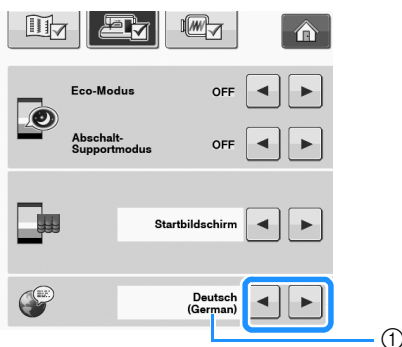 Eco-Modus OFF
Abschalt-
Supportmodus OFF
Startbildschirm
Deutsch
(German)
①